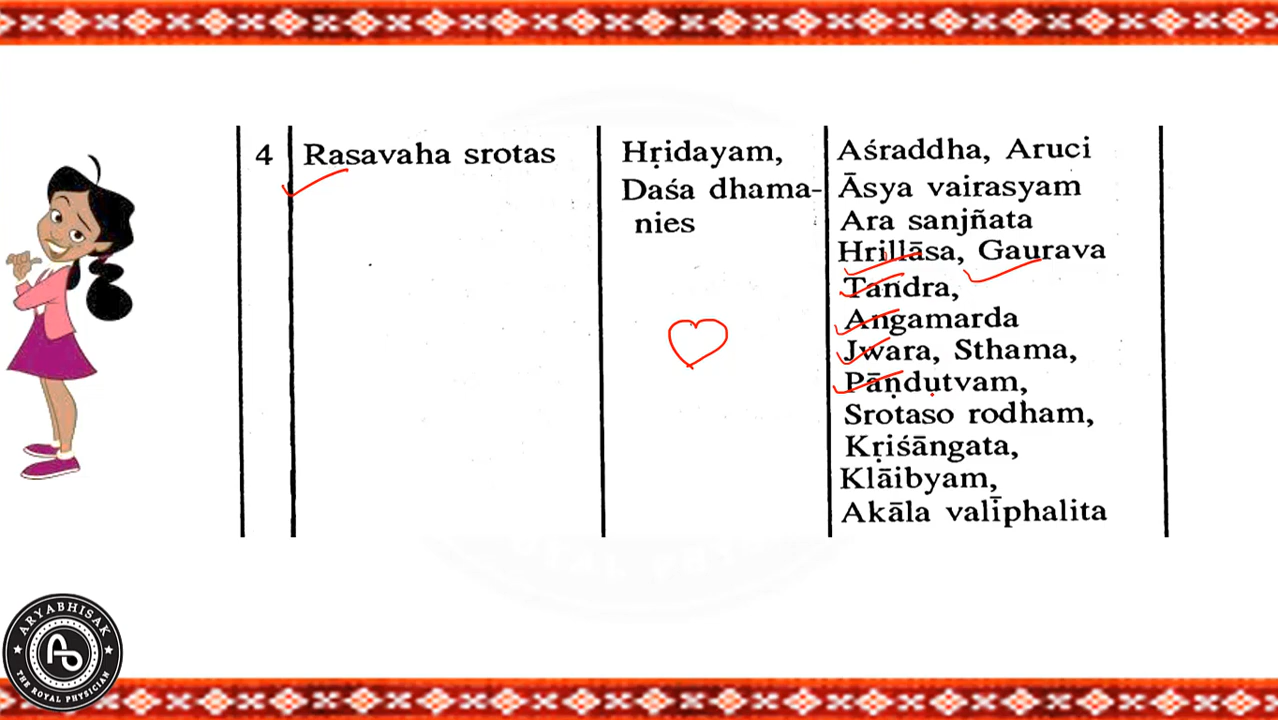 4 Rasavaha srotas Hṛidayam, Aśraddha, Aruci
Daśa dhama- Āsya vairasyam
nies Ara sanjñata
Hrillāsa, Gaurava
Tandra,
Angamarda
Jwara, Sthama,
Pāṇdụtvam,
Srotaso rodham,
Kṛiśāngata,
Klāibyam,
Akāla valīphalita
ARYABHISAK
THE ROYAL PHYSICIAN